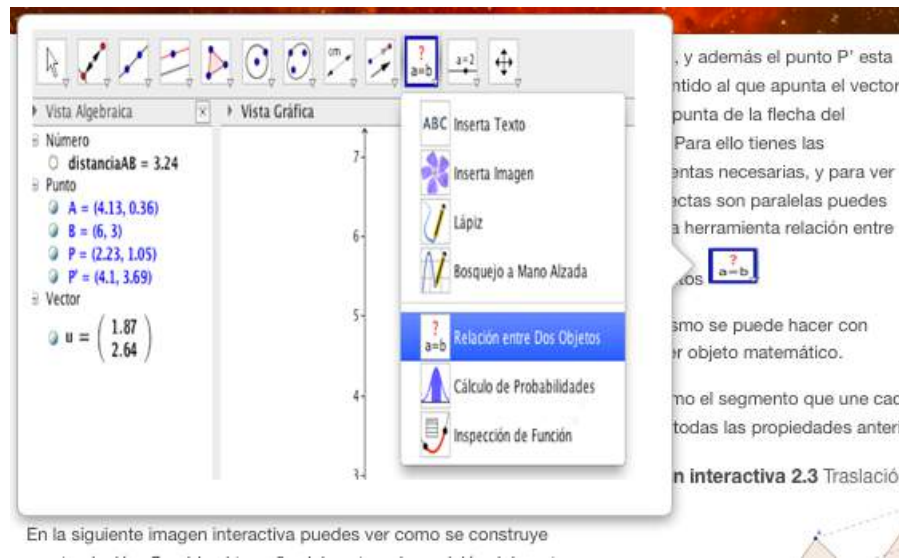 cm
?
a=b
a=2
Vista Algebraica
Vista Gráfica
Número
distanciaAB = 3.24
Punto
A = (4.13, 0.36)
B = (6, 3)
P = (2.23, 1.05)
P' = (4.1, 3.69)
Vector
u = ( 1.87
2.64 )
7
6
5
4
3
ABC Inserta Texto
Inserta Imagen
Lápiz
Bosquejo a Mano Alzada
? a=b Relación entre Dos Objetos
Cálculo de Probabilidades
Inspección de Función
, y además el punto P’ esta
ntido al que apunta el vector
punta de la flecha del
Para ello tienes las
entas necesarias, y para ver
ectas son paralelas puedes
a herramienta relación entre
tos ? a=b
smo se puede hacer con
er objeto matemático.
mo el segmento que une cad
todas las propiedades anteri
n interactiva 2.3 Traslació
En la siguiente imagen interactiva puedes ver como se construye